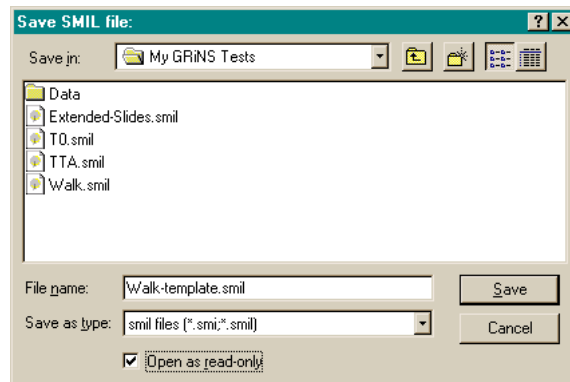 Save SMIL file:
Save in: My GRiNS Tests
Data
Extended-Slides.smil
T0.smil
TTA.smil
Walk.smil
File name: Walk-template.smil Save
Save as type: smil files (*.smi;*.smil) Cancel
Open as read-only